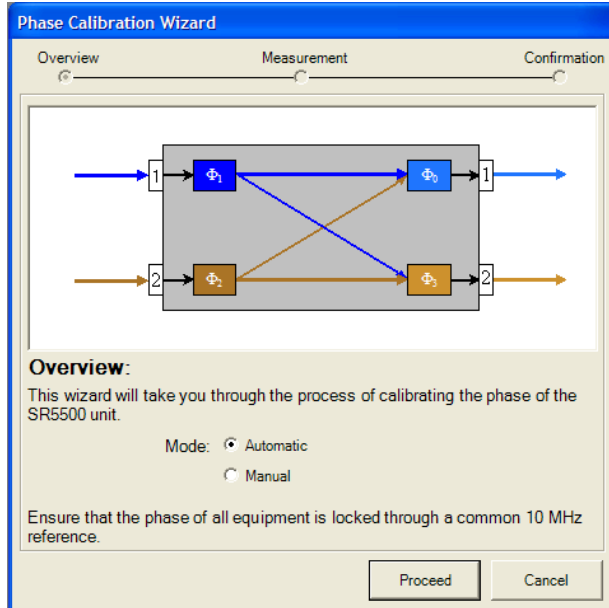 Phase Calibration Wizard
Overview Measurement Confirmation
1 Φ₁ Φ₀ 1
2 Φ₂ Φ₃ 2
Overview:
This wizard will take you through the process of calibrating the phase of the
SR5500 unit.
Mode: Automatic
Manual
Ensure that the phase of all equipment is locked through a common 10 MHz
reference.
Proceed Cancel